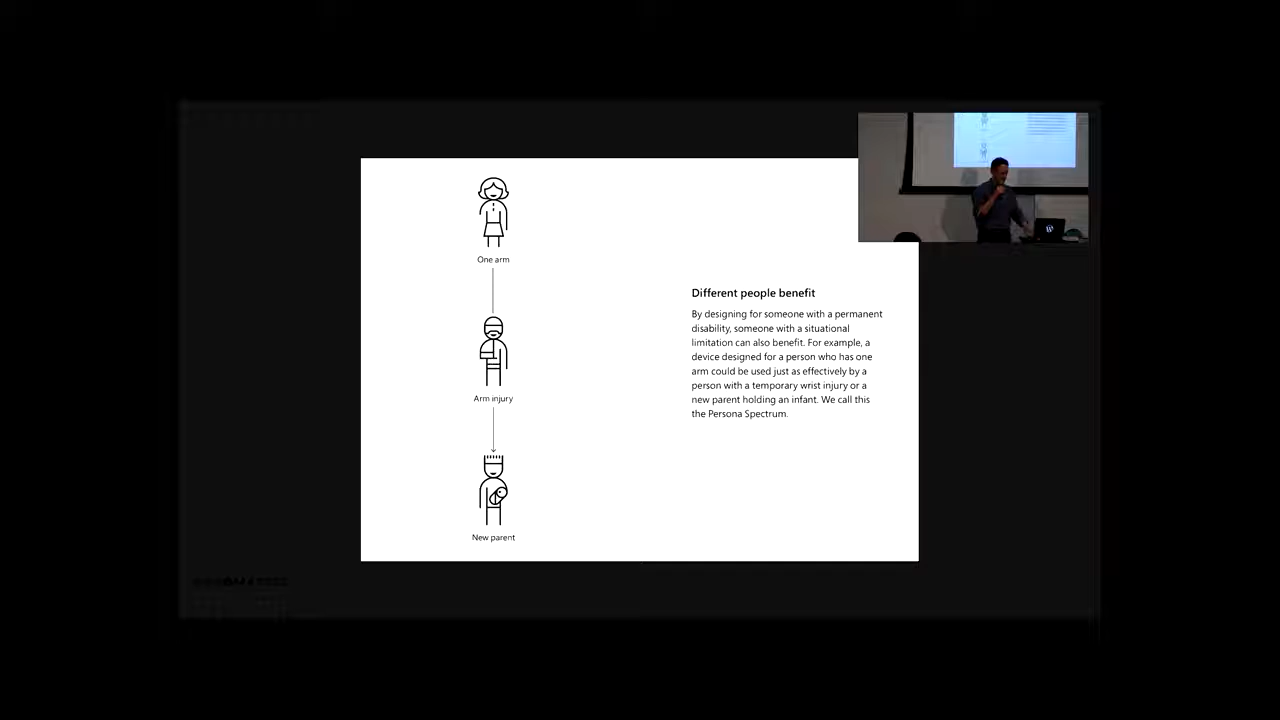 One arm
Arm injury
New parent
Different people benefit
By designing for someone with a permanent
disability, someone with a situational
limitation can also benefit. For example, a
device designed for a person who has one
arm could be used just as effectively by a
person with a temporary wrist injury or a
new parent holding an infant. We call this
the Persona Spectrum.